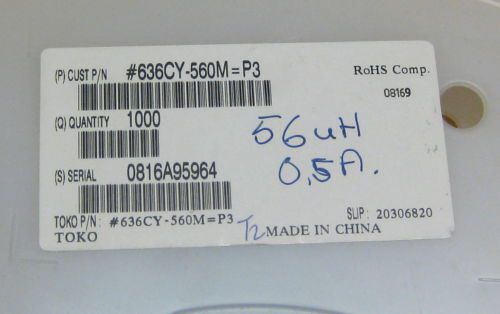 (P) CUST P/N #636CY-560M=P3
RoHS Comp.
08169
(Q) QUANTITY 1000
56uH
0,5A.
(S) SERIAL 0816A95964
TOKO P/N: #636CY-560M=P3
SLIP: 20306820
TOKO
T2
MADE IN CHINA